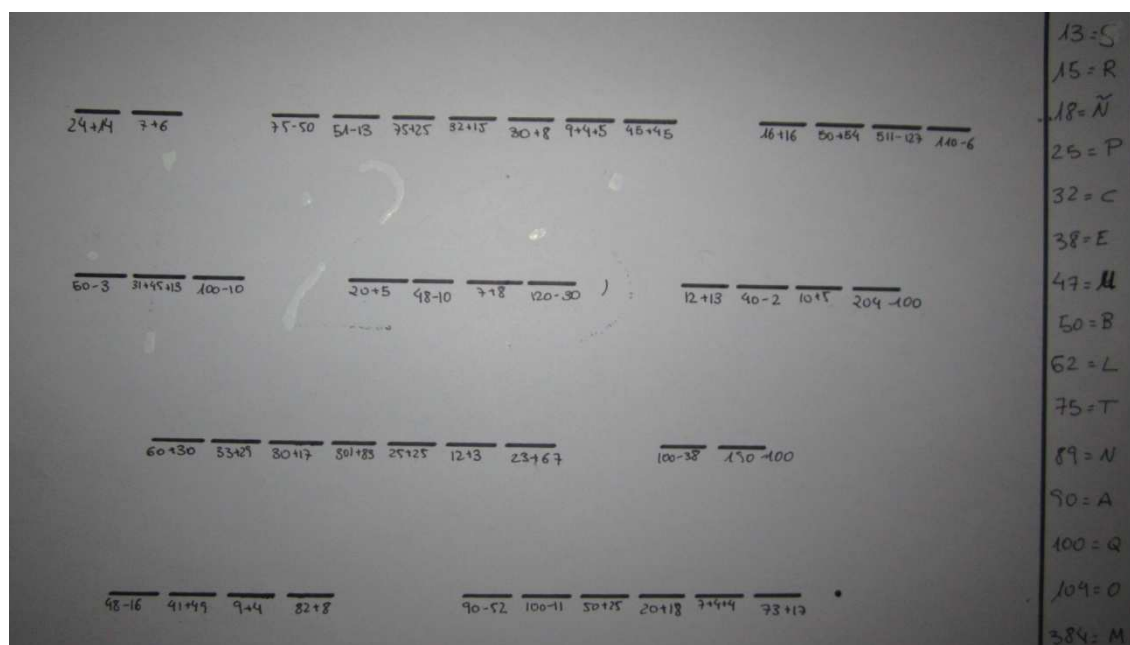 24+14 7+6 75-50 51-13 75+25 32+15 30+8 9+4+5 45+45 16+16 50+54 511-127 110-6
60-3 31+45+13 100-10 20+5 48-10 7+8 120-30 , 12+13 40-2 10+5 204-100
60+30 33+29 30+17 301+83 25+25 12+3 23+67 100-38 190-100
48-16 41+49 9+4 82+8 90-52 100-11 50+25 20+18 7+4+4 73+17 .
13=S
15=R
18=Ñ
25=P
32=C
38=E
47=U
50=B
62=L
75=T
89=N
90=A
100=Q
104=O
384=M